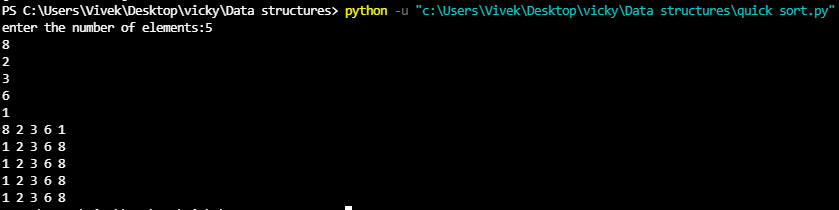 PS C:\Users\Vivek\Desktop\vicky\Data structures> python -u "c:\Users\Vivek\Desktop\vicky\Data structures\quick sort.py"
enter the number of elements:5
8
2
3
6
1
8 2 3 6 1
1 2 3 6 8
1 2 3 6 8
1 2 3 6 8
1 2 3 6 8